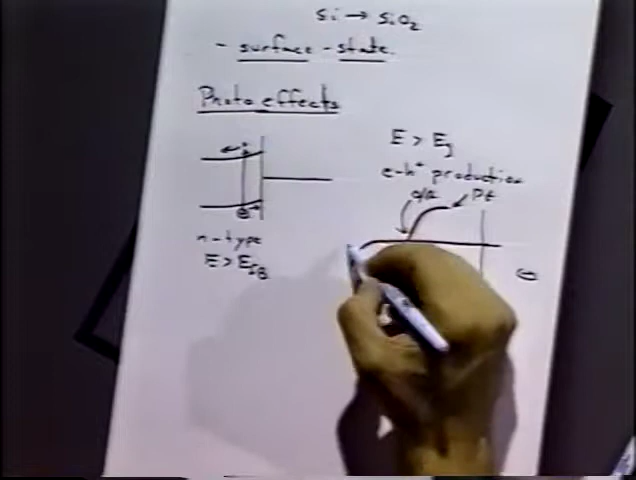 Si → SiO2
- surface - state.
Photo effects
E > Eg
e-h+ production
Pt
n-type
E > EfB